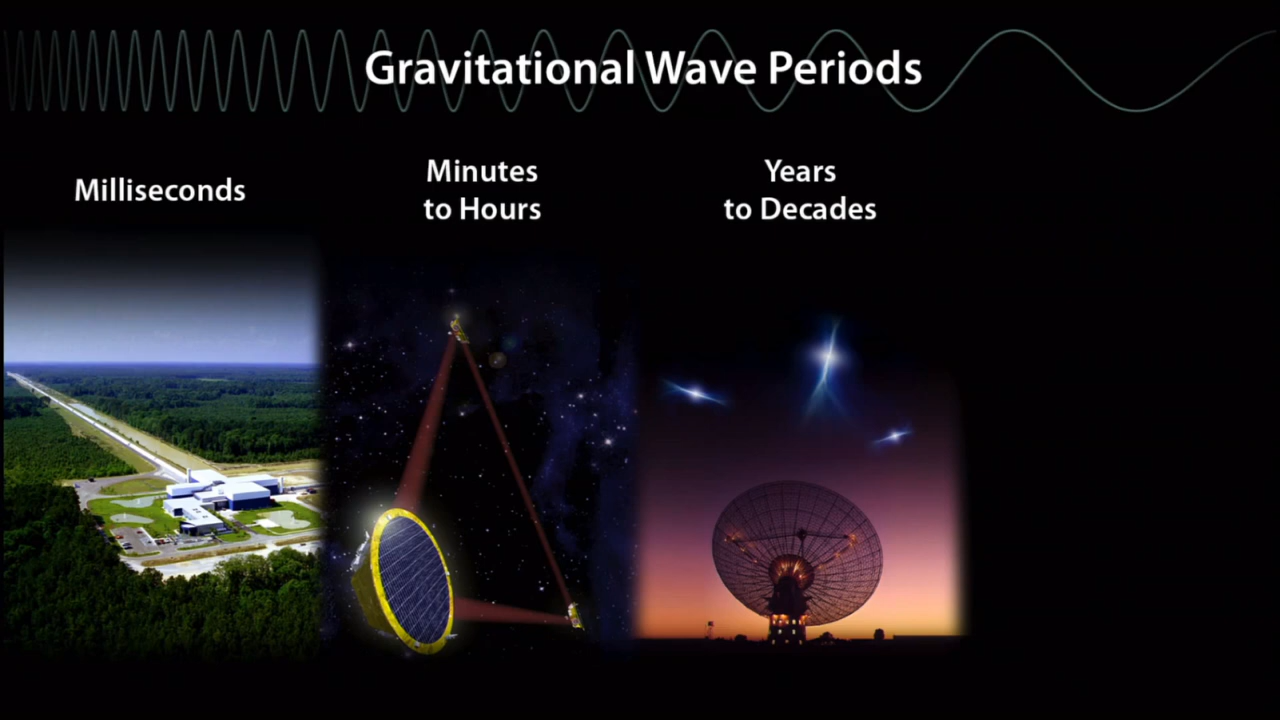 Gravitational Wave Periods
Milliseconds
Minutes
to Hours
Years
to Decades